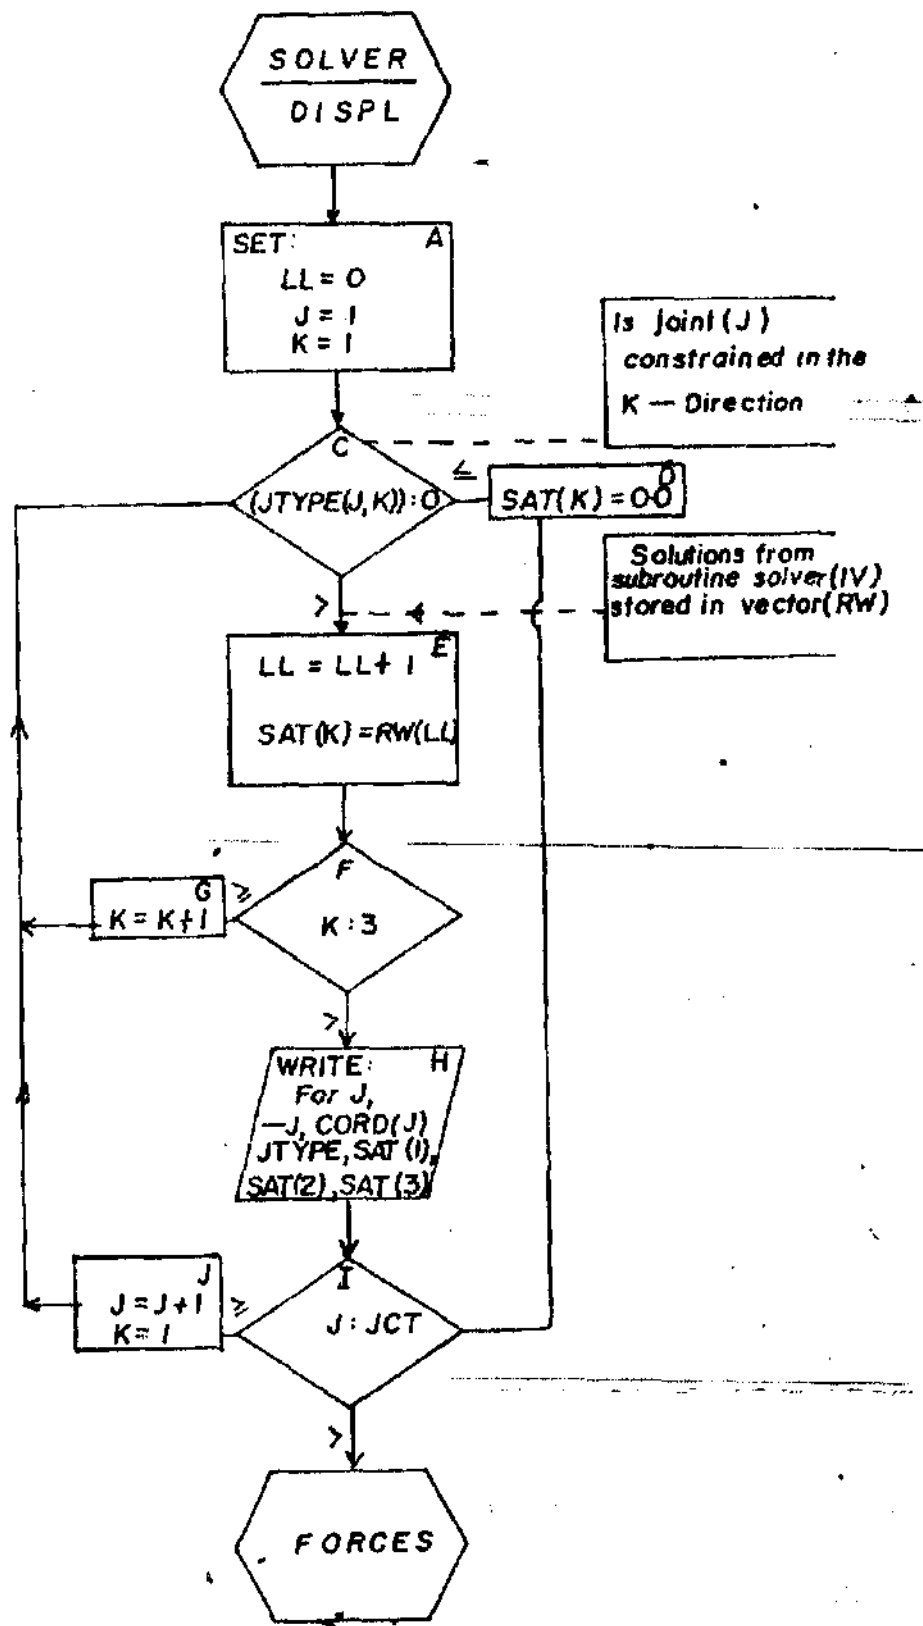 SOLVER
DISPL
SET: A
LL = 0
J = 1
K = 1
Is joint (J)
constrained in the
K — Direction
C
(JTYPE(J,K)):0
≤
D
SAT(K) = 0.0
Solutions from
subroutine solver(IV)
stored in vector(RW)
>
E
LL = LL+ 1
SAT(K) = RW(LL)
F
K : 3
≥
G
K = K+1
>
WRITE: H
For J,
—J, CORD(J)
JTYPE, SAT(1),
SAT(2), SAT(3)
I
J : JCT
≥
J
J = J+1
K = 1
>
FORCES